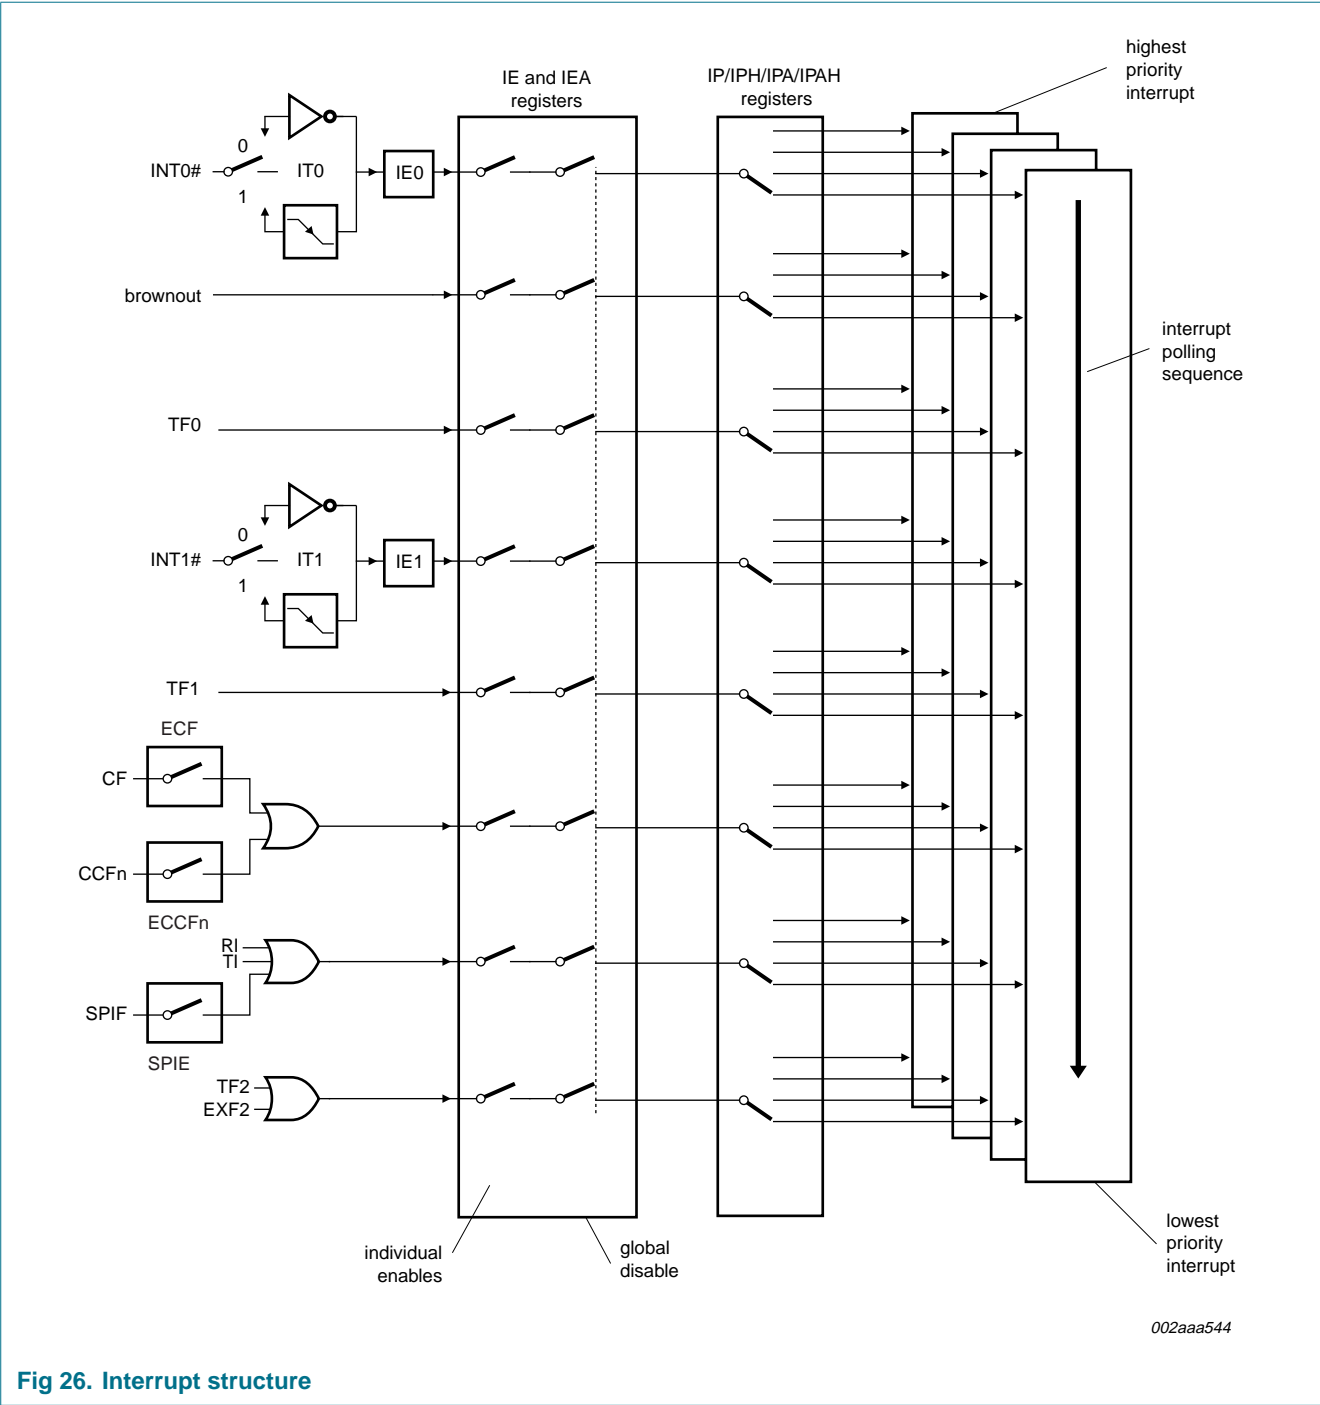 highest
priority
interrupt
IE and IEA
registers
IP/IPH/IPA/IPAH
registers
0
INT0#
IT0
IE0
1
brownout
interrupt
polling
sequence
TF0
0
INT1#
IT1
IE1
1
TF1
ECF
CF
CCFn
ECCFn
RI
TI
SPIF
SPIE
TF2
EXF2
individual
enables
global
disable
lowest
priority
interrupt
002aaa544
Fig 26. Interrupt structure